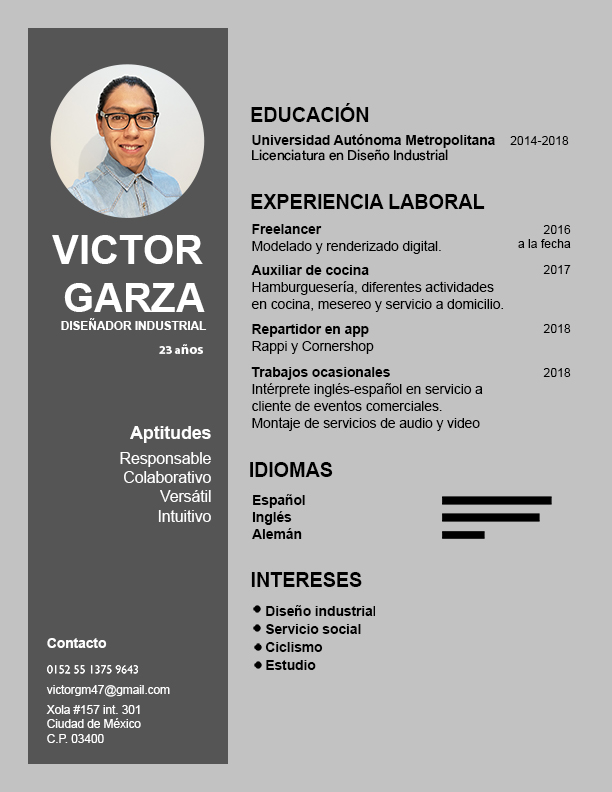 VICTOR
GARZA
DISEÑADOR INDUSTRIAL
23 años
Aptitudes
Responsable
Colaborativo
Versátil
Intuitivo
Contacto
0152 55 1375 9643
victorgm47@gmail.com
Xola #157 int. 301
Ciudad de México
C.P. 03400
EDUCACIÓN
Universidad Autónoma Metropolitana 2014-2018
Licenciatura en Diseño Industrial
EXPERIENCIA LABORAL
Freelancer 2016
Modelado y renderizado digital. a la fecha
Auxiliar de cocina 2017
Hamburguesería, diferentes actividades
en cocina, mesereo y servicio a domicilio.
Repartidor en app 2018
Rappi y Cornershop
Trabajos ocasionales 2018
Intérprete inglés-español en servicio a
cliente de eventos comerciales.
Montaje de servicios de audio y video
IDIOMAS
Español
Inglés
Alemán
INTERESES
Diseño industrial
Servicio social
Ciclismo
Estudio